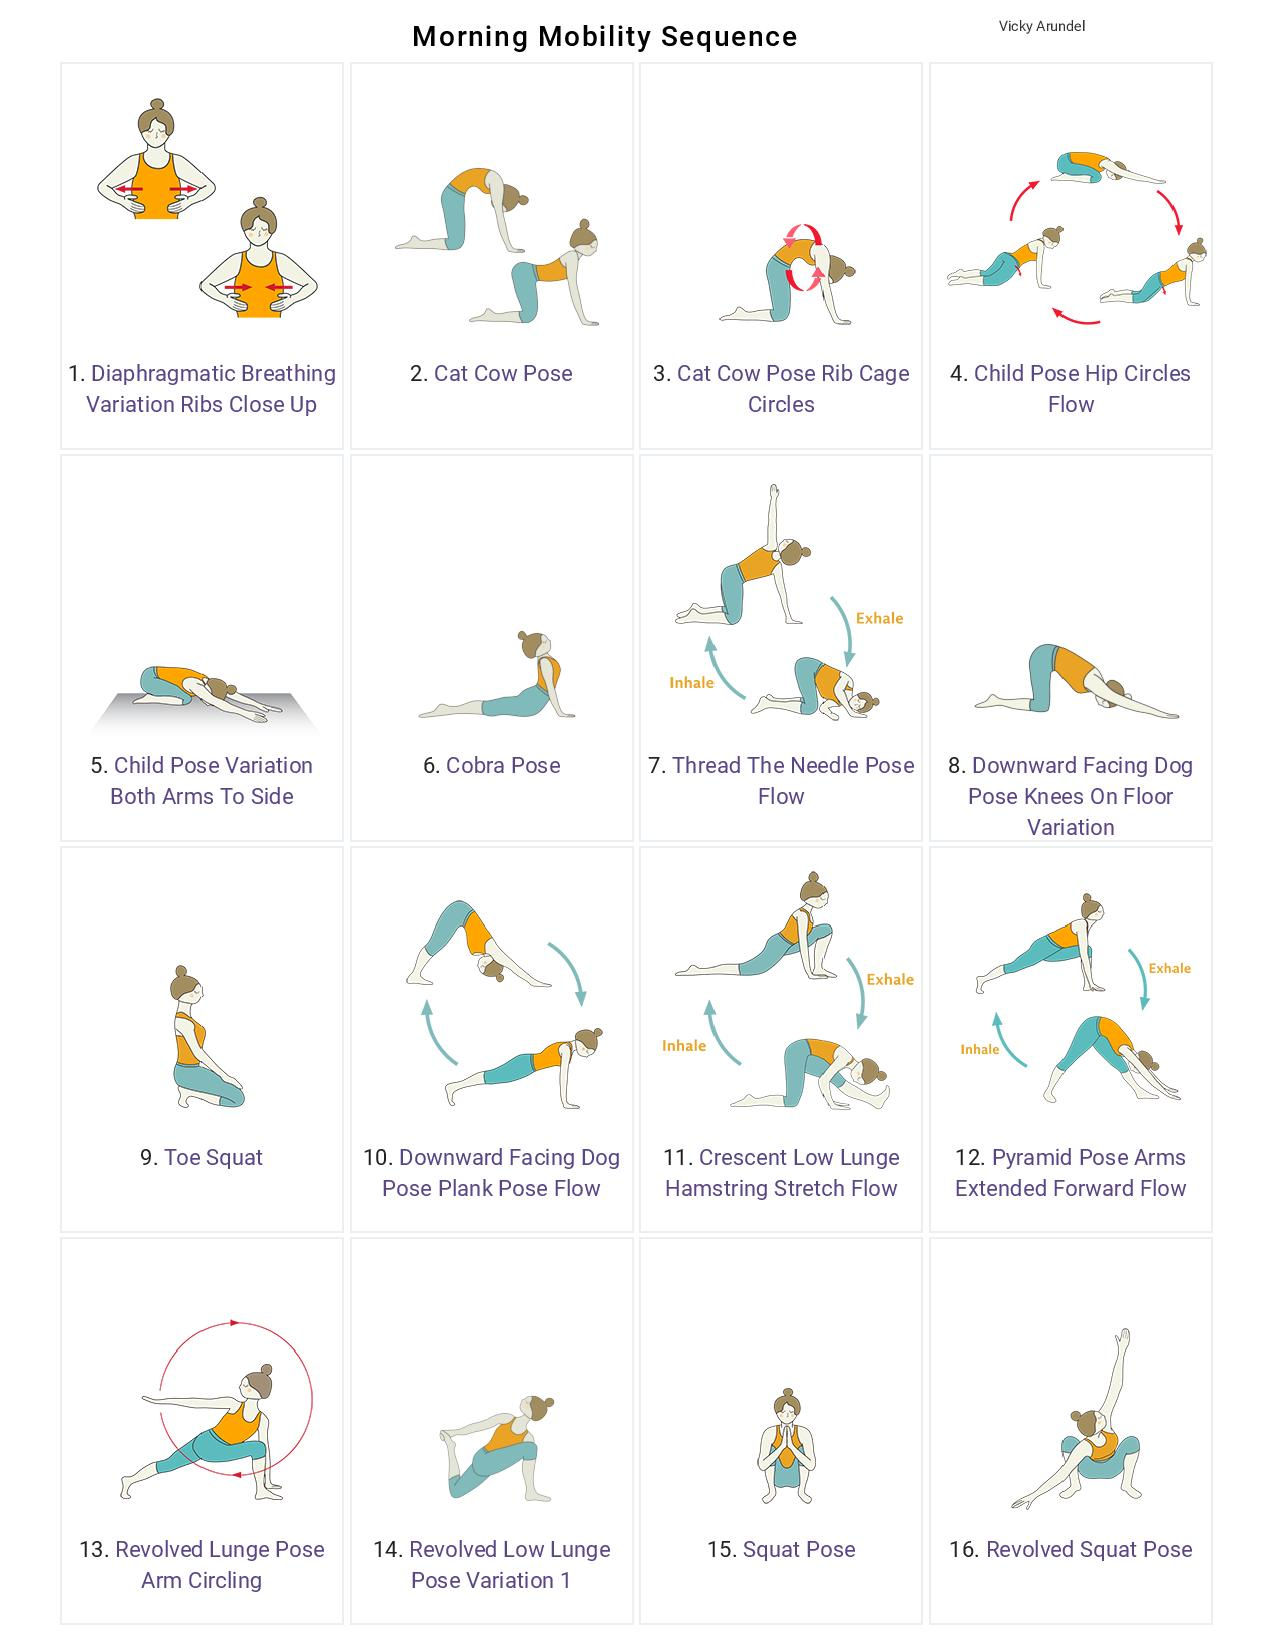 Morning Mobility Sequence
Vicky Arundel
1. Diaphragmatic Breathing
Variation Ribs Close Up
2. Cat Cow Pose
3. Cat Cow Pose Rib Cage
Circles
4. Child Pose Hip Circles
Flow
5. Child Pose Variation
Both Arms To Side
6. Cobra Pose
Exhale
Inhale
7. Thread The Needle Pose
Flow
8. Downward Facing Dog
Pose Knees On Floor
Variation
9. Toe Squat
10. Downward Facing Dog
Pose Plank Pose Flow
Exhale
Inhale
11. Crescent Low Lunge
Hamstring Stretch Flow
Exhale
Inhale
12. Pyramid Pose Arms
Extended Forward Flow
13. Revolved Lunge Pose
Arm Circling
14. Revolved Low Lunge
Pose Variation 1
15. Squat Pose
16. Revolved Squat Pose